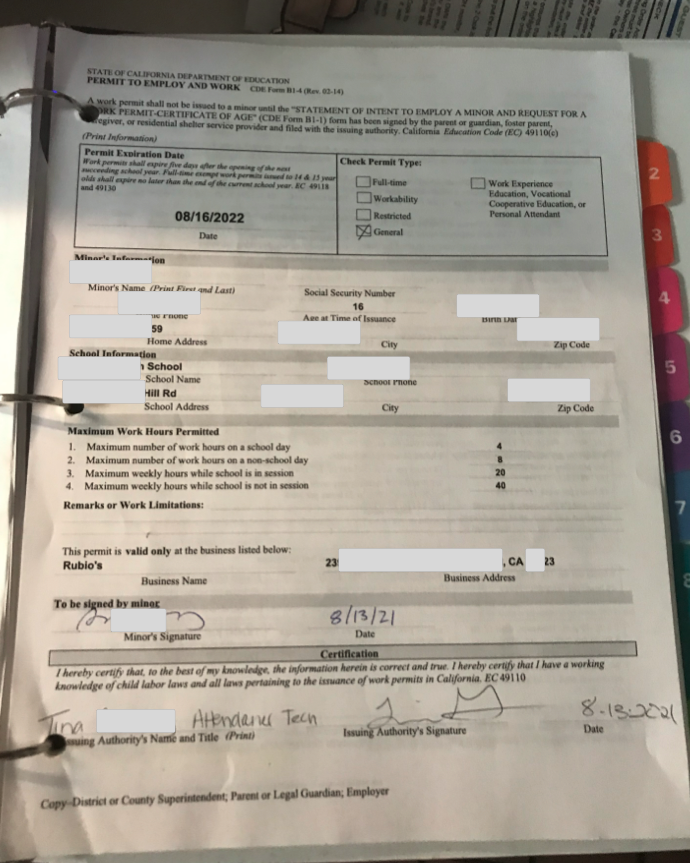 STATE OF CALIFORNIA DEPARTMENT OF EDUCATION
PERMIT TO EMPLOY AND WORK CDE Form B1-4 (Rev. 02-14)
A work permit shall not be issued to a minor until the "STATEMENT OF INTENT TO EMPLOY A MINOR AND REQUEST FOR A
WORK PERMIT-CERTIFICATE OF AGE" (CDE Form B1-1) form has been signed by the parent or guardian, foster parent,
caregiver, or residential shelter service provider and filed with the issuing authority. California Education Code (EC) 49110(c)
(Print Information)
Permit Expiration Date
Work permits shall expire five days after the opening of the next
succeeding school year. Full-time exempt work permits issued to 14 & 15 year
olds shall expire no later than the end of the current school year. EC 49118
and 49130
08/16/2022
Date
Check Permit Type:
Full-time
Workability
Restricted
General
Work Experience
Education, Vocational
Cooperative Education, or
Personal Attendant
Minor's Information
Minor's Name (Print First and Last)
Social Security Number
16
Phone
Age at Time of Issuance
Birth Dat
59
Home Address
City
Zip Code
School Information
School
School Name
School Phone
Hill Rd
School Address
City
Zip Code
Maximum Work Hours Permitted
1. Maximum number of work hours on a school day 4
2. Maximum number of work hours on a non-school day 8
3. Maximum weekly hours while school is in session 20
4. Maximum weekly hours while school is not in session 40
Remarks or Work Limitations:
This permit is valid only at the business listed below:
Rubio's 23 , CA 23
Business Name Business Address
To be signed by minor
8/13/21
Minor's Signature Date
Certification
I hereby certify that, to the best of my knowledge, the information herein is correct and true. I hereby certify that I have a working
knowledge of child labor laws and all laws pertaining to the issuance of work permits in California. EC 49110
Tina Attendance Tech 8-13-2021
Issuing Authority's Name and Title (Print) Issuing Authority's Signature Date
Copy-District or County Superintendent; Parent or Legal Guardian; Employer
2
3
4
5
6
7
8